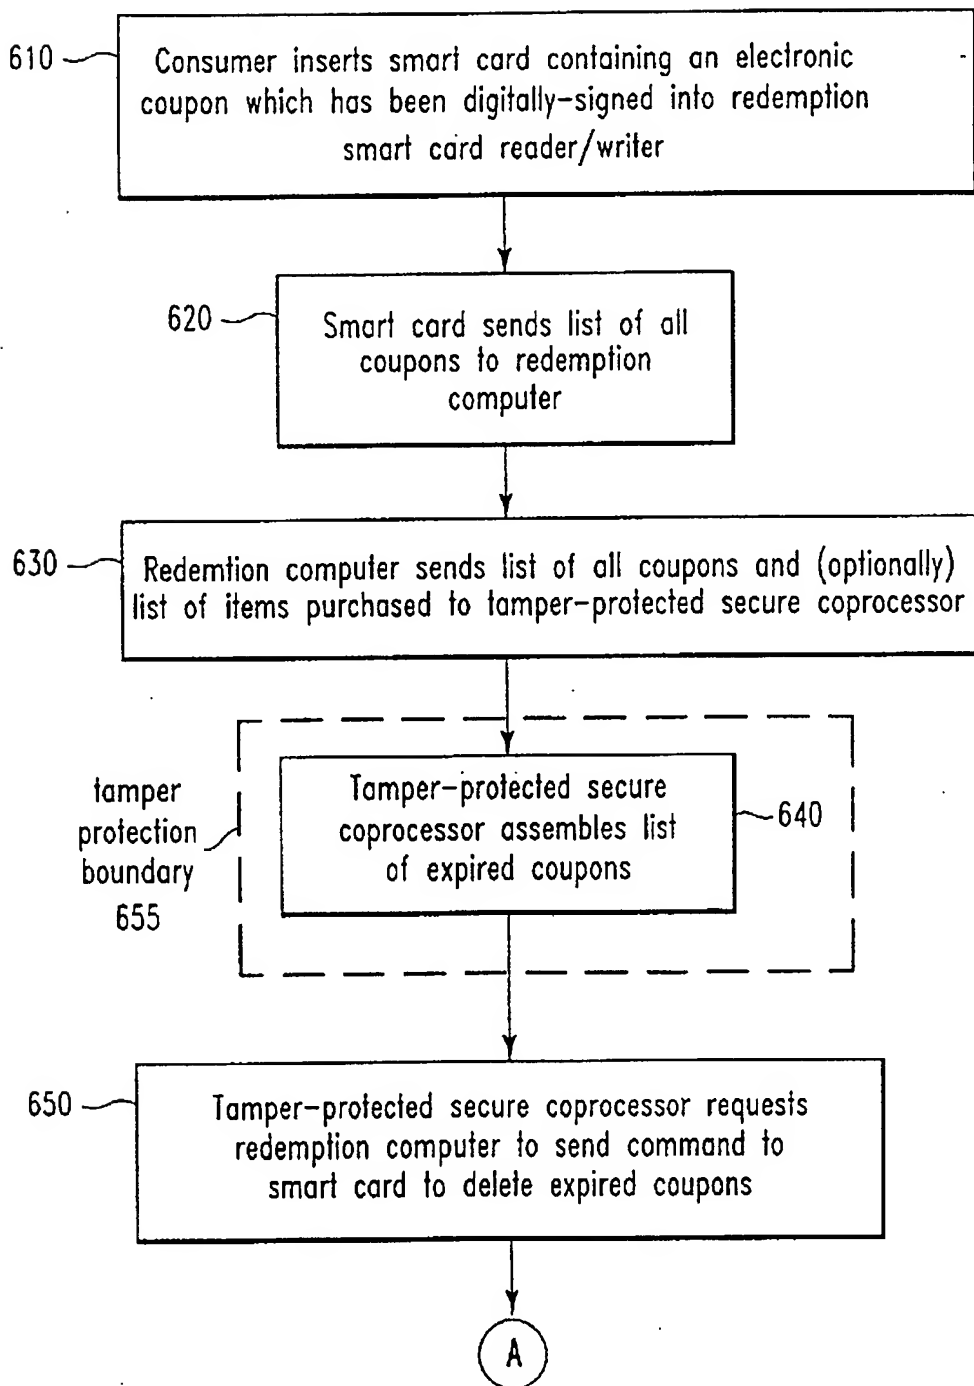 610
Consumer inserts smart card containing an electronic
coupon which has been digitally-signed into redemption
smart card reader/writer
620
Smart card sends list of all
coupons to redemption
computer
630
Redemtion computer sends list of all coupons and (optionally)
list of items purchased to tamper-protected secure coprocessor
tamper
protection
boundary
655
Tamper-protected secure
coprocessor assembles list
of expired coupons
640
650
Tamper-protected secure coprocessor requests
redemption computer to send command to
smart card to delete expired coupons
A